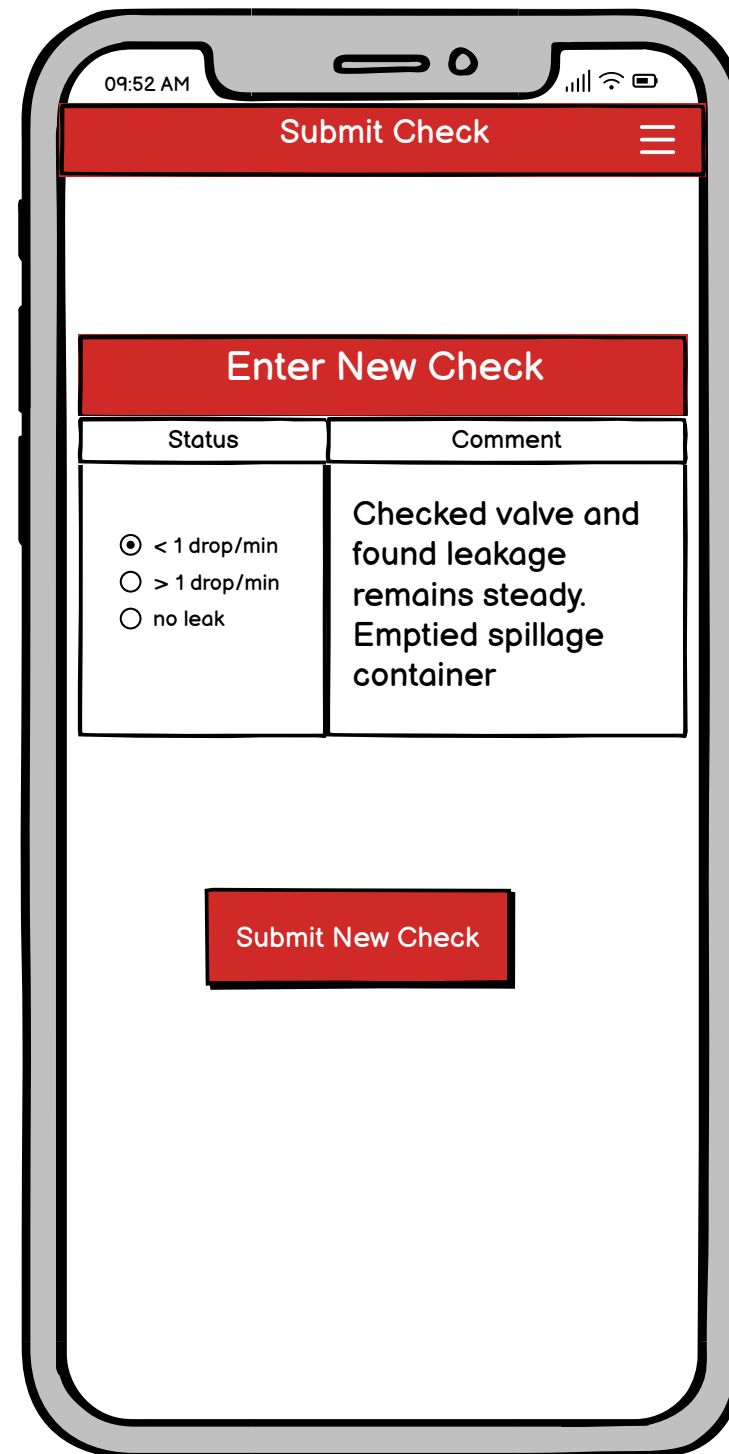 09:52 AM
Submit Check
Enter New Check
Status
Comment
< 1 drop/min
> 1 drop/min
no leak
Checked valve and
found leakage
remains steady.
Emptied spillage
container
Submit New Check